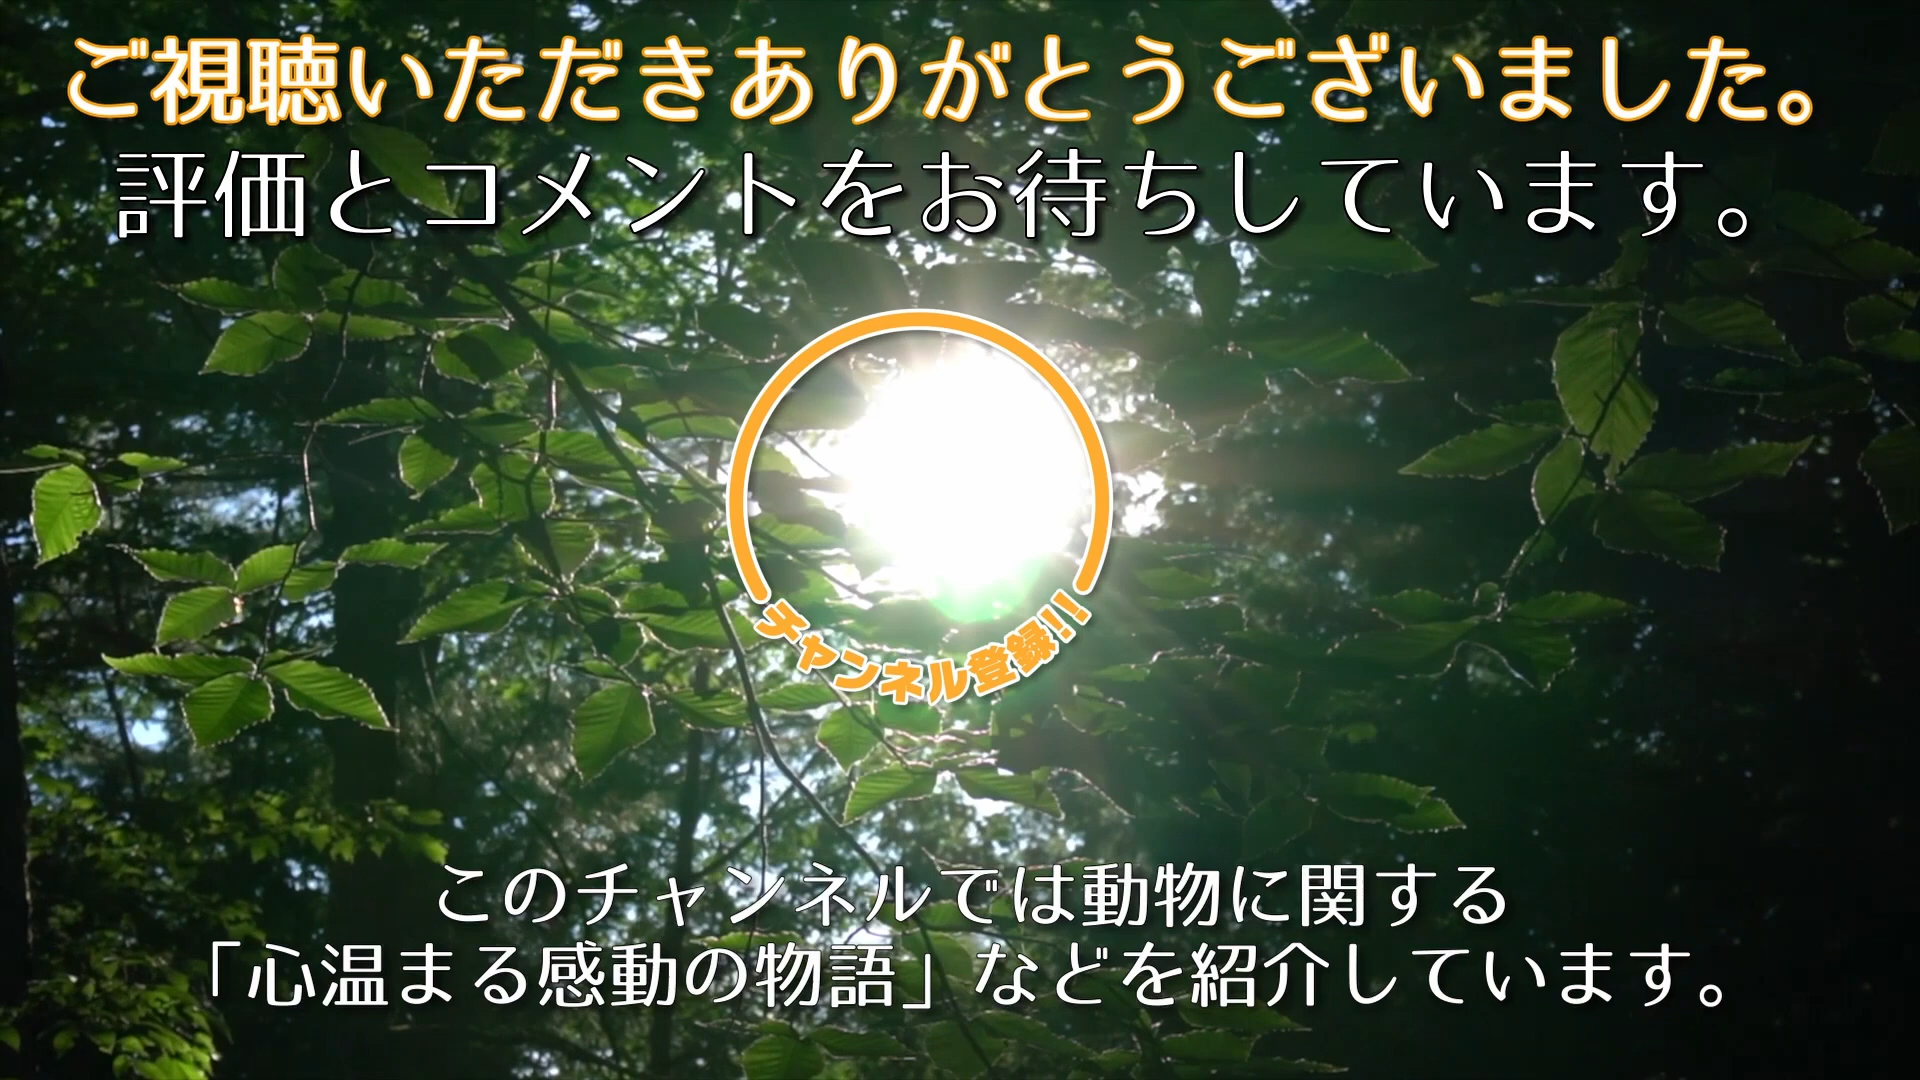 ご視聴いただきありがとうございました。
評価とコメントをお待ちしています。
チャンネル登録!!
このチャンネルでは動物に関する
「心温まる感動の物語」などを紹介しています。